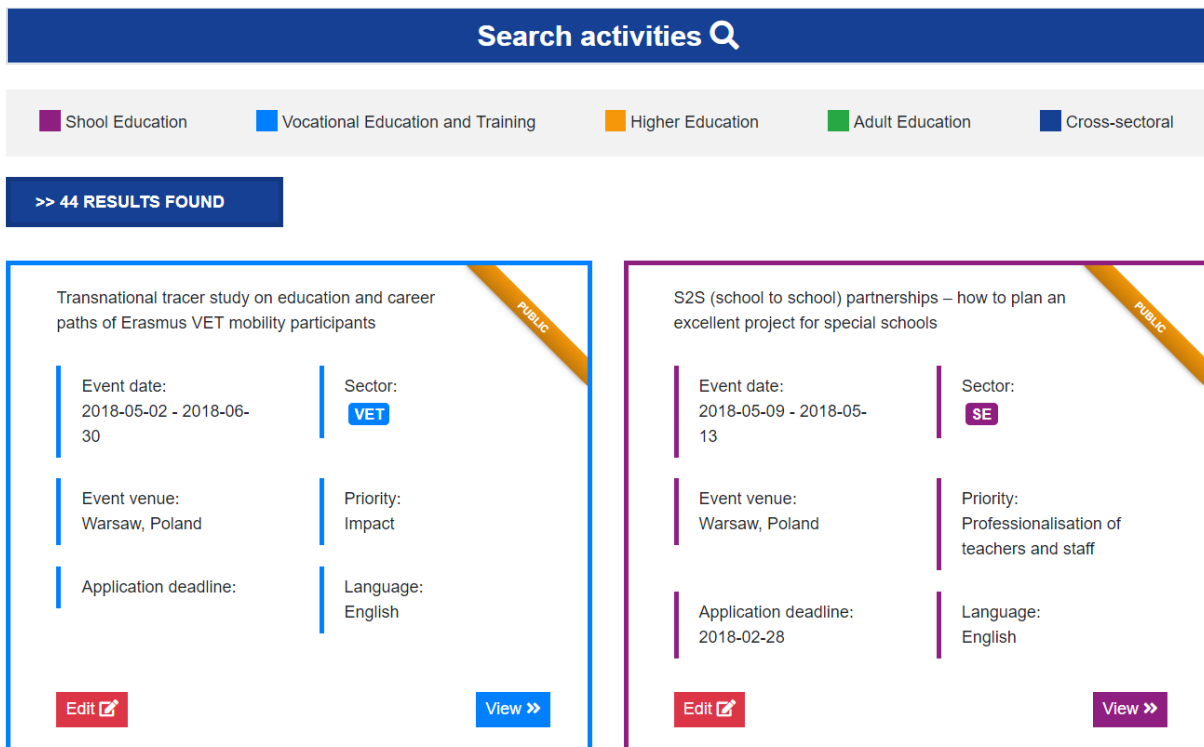 Search activities
Shool Education
Vocational Education and Training
Higher Education
Adult Education
Cross-sectoral
>> 44 RESULTS FOUND
Transnational tracer study on education and career
paths of Erasmus VET mobility participants
PUBLIC
Event date:
2018-05-02 - 2018-06-
30
Sector:
VET
Event venue:
Warsaw, Poland
Priority:
Impact
Application deadline:
Language:
English
Edit
View
S2S (school to school) partnerships – how to plan an
excellent project for special schools
PUBLIC
Event date:
2018-05-09 - 2018-05-
13
Sector:
SE
Event venue:
Warsaw, Poland
Priority:
Professionalisation of
teachers and staff
Application deadline:
2018-02-28
Language:
English
Edit
View